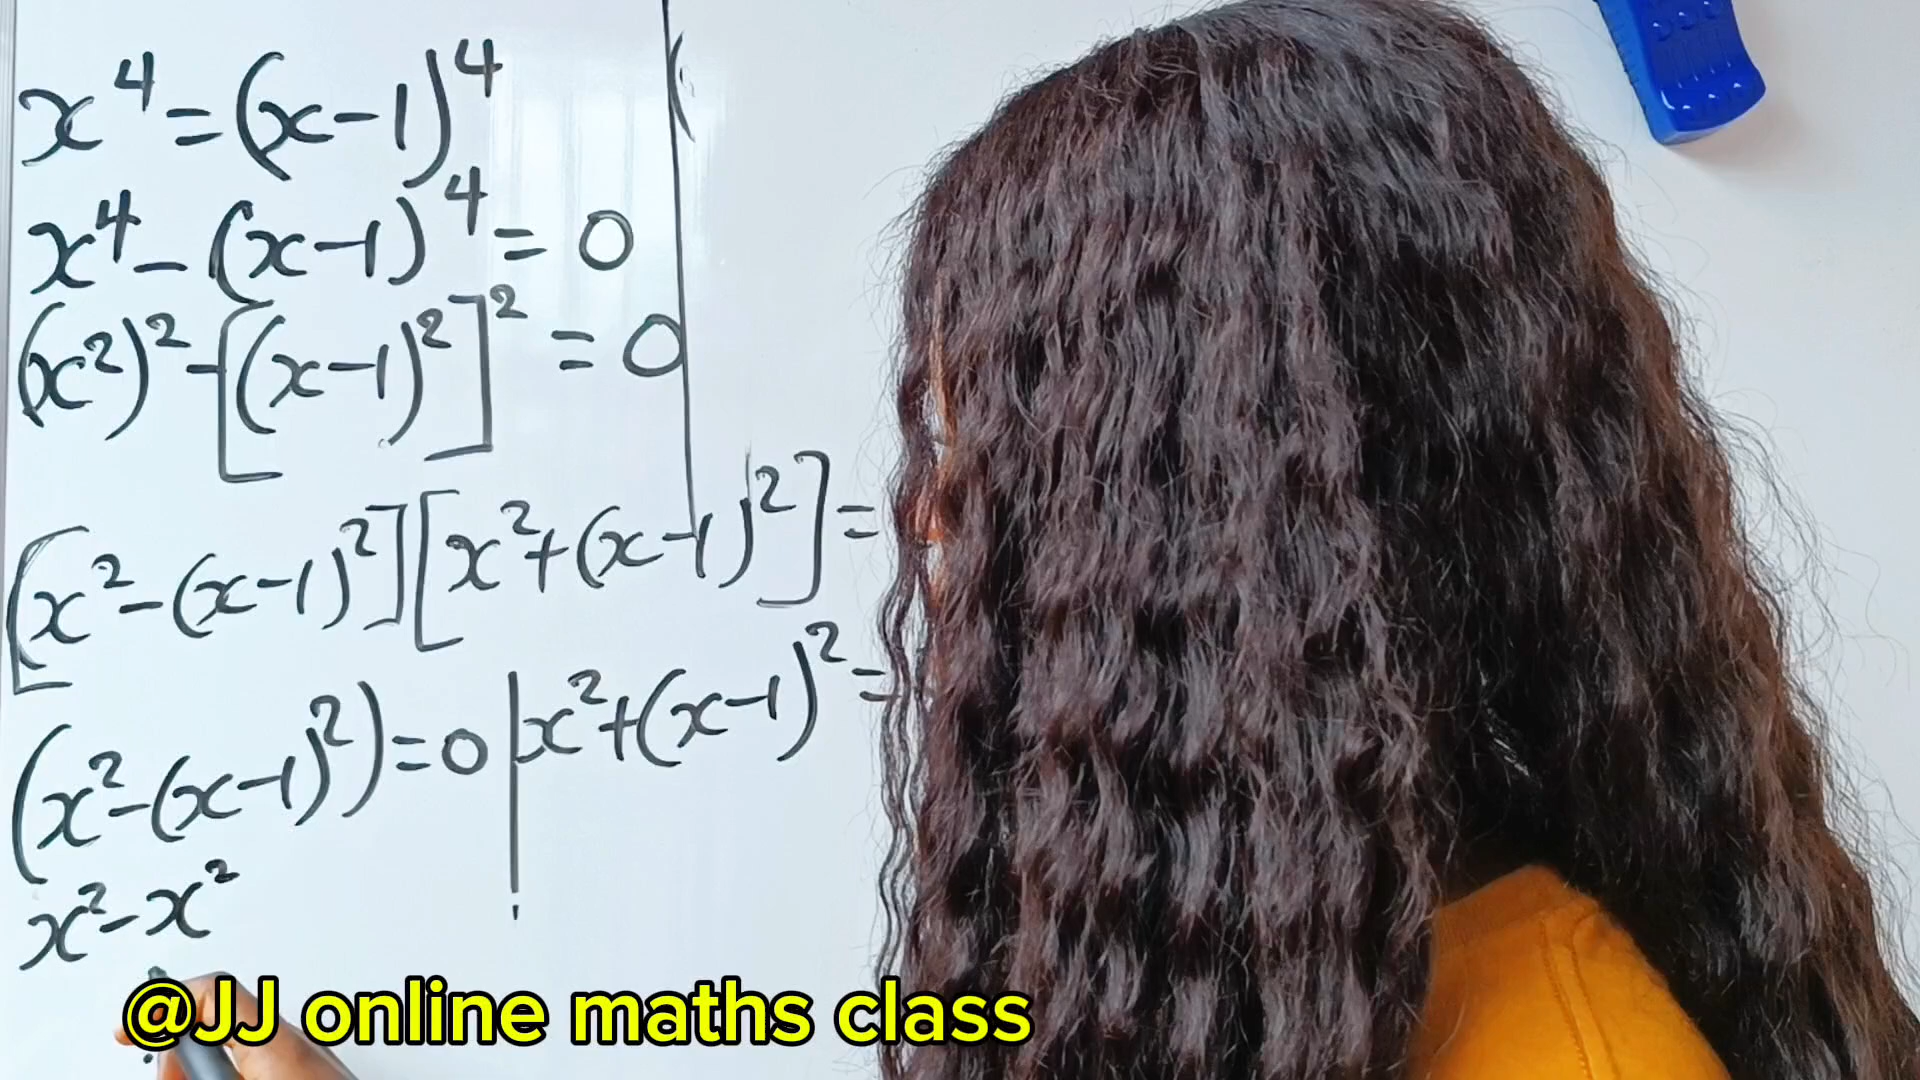 x⁴ = (x-1)⁴
x⁴ - (x-1)⁴ = 0
(x²)² - [(x-1)²]² = 0
[x² - (x-1)²][x² + (x-1)²] =
(x² - (x-1)²) = 0 | x² + (x-1)² =
x² - x²
@JJ online maths class